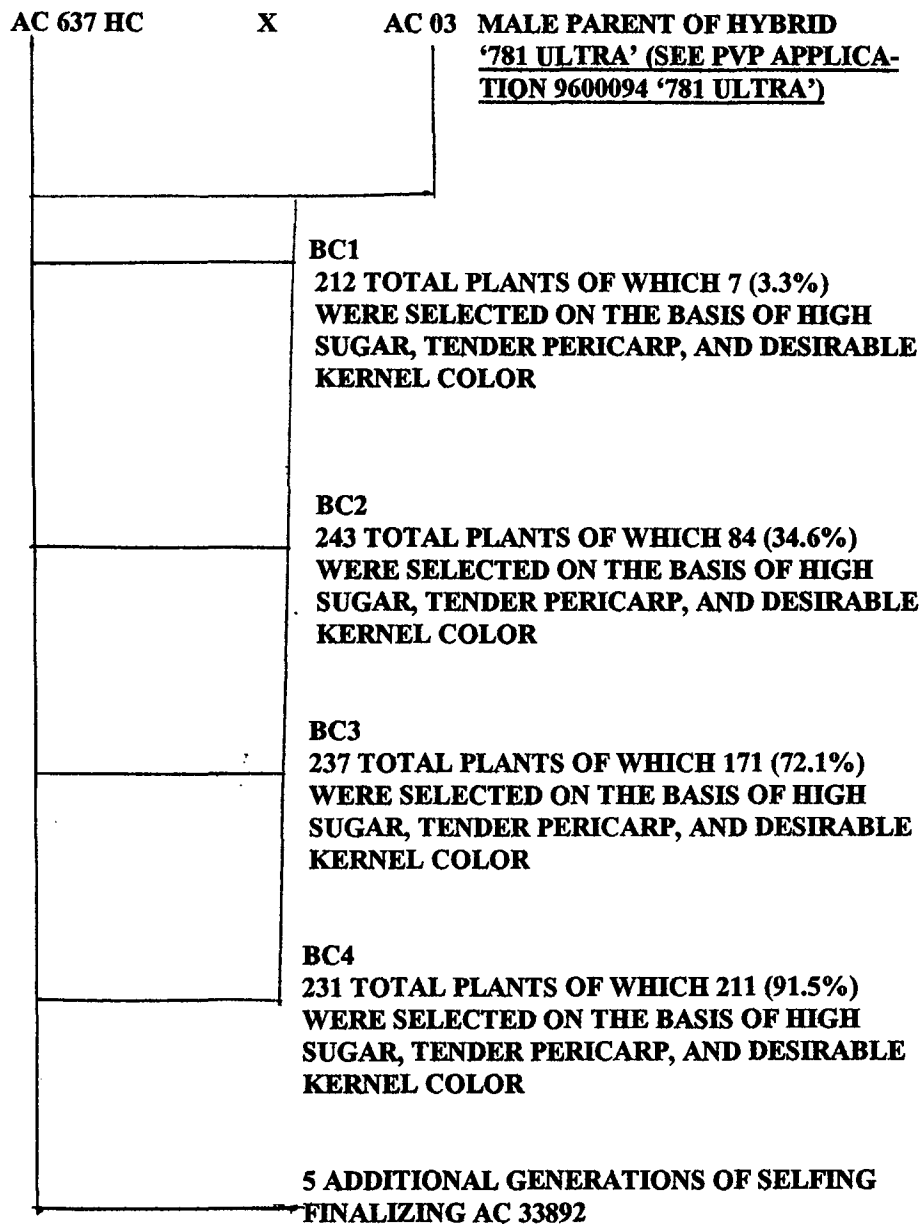 AC 637 HC X AC 03 MALE PARENT OF HYBRID
‘781 ULTRA’ (SEE PVP APPLICA-
TION 9600094 ‘781 ULTRA’)
BC1
212 TOTAL PLANTS OF WHICH 7 (3.3%)
WERE SELECTED ON THE BASIS OF HIGH
SUGAR, TENDER PERICARP, AND DESIRABLE
KERNEL COLOR
BC2
243 TOTAL PLANTS OF WHICH 84 (34.6%)
WERE SELECTED ON THE BASIS OF HIGH
SUGAR, TENDER PERICARP, AND DESIRABLE
KERNEL COLOR
BC3
237 TOTAL PLANTS OF WHICH 171 (72.1%)
WERE SELECTED ON THE BASIS OF HIGH
SUGAR, TENDER PERICARP, AND DESIRABLE
KERNEL COLOR
BC4
231 TOTAL PLANTS OF WHICH 211 (91.5%)
WERE SELECTED ON THE BASIS OF HIGH
SUGAR, TENDER PERICARP, AND DESIRABLE
KERNEL COLOR
5 ADDITIONAL GENERATIONS OF SELFING
FINALIZING AC 33892